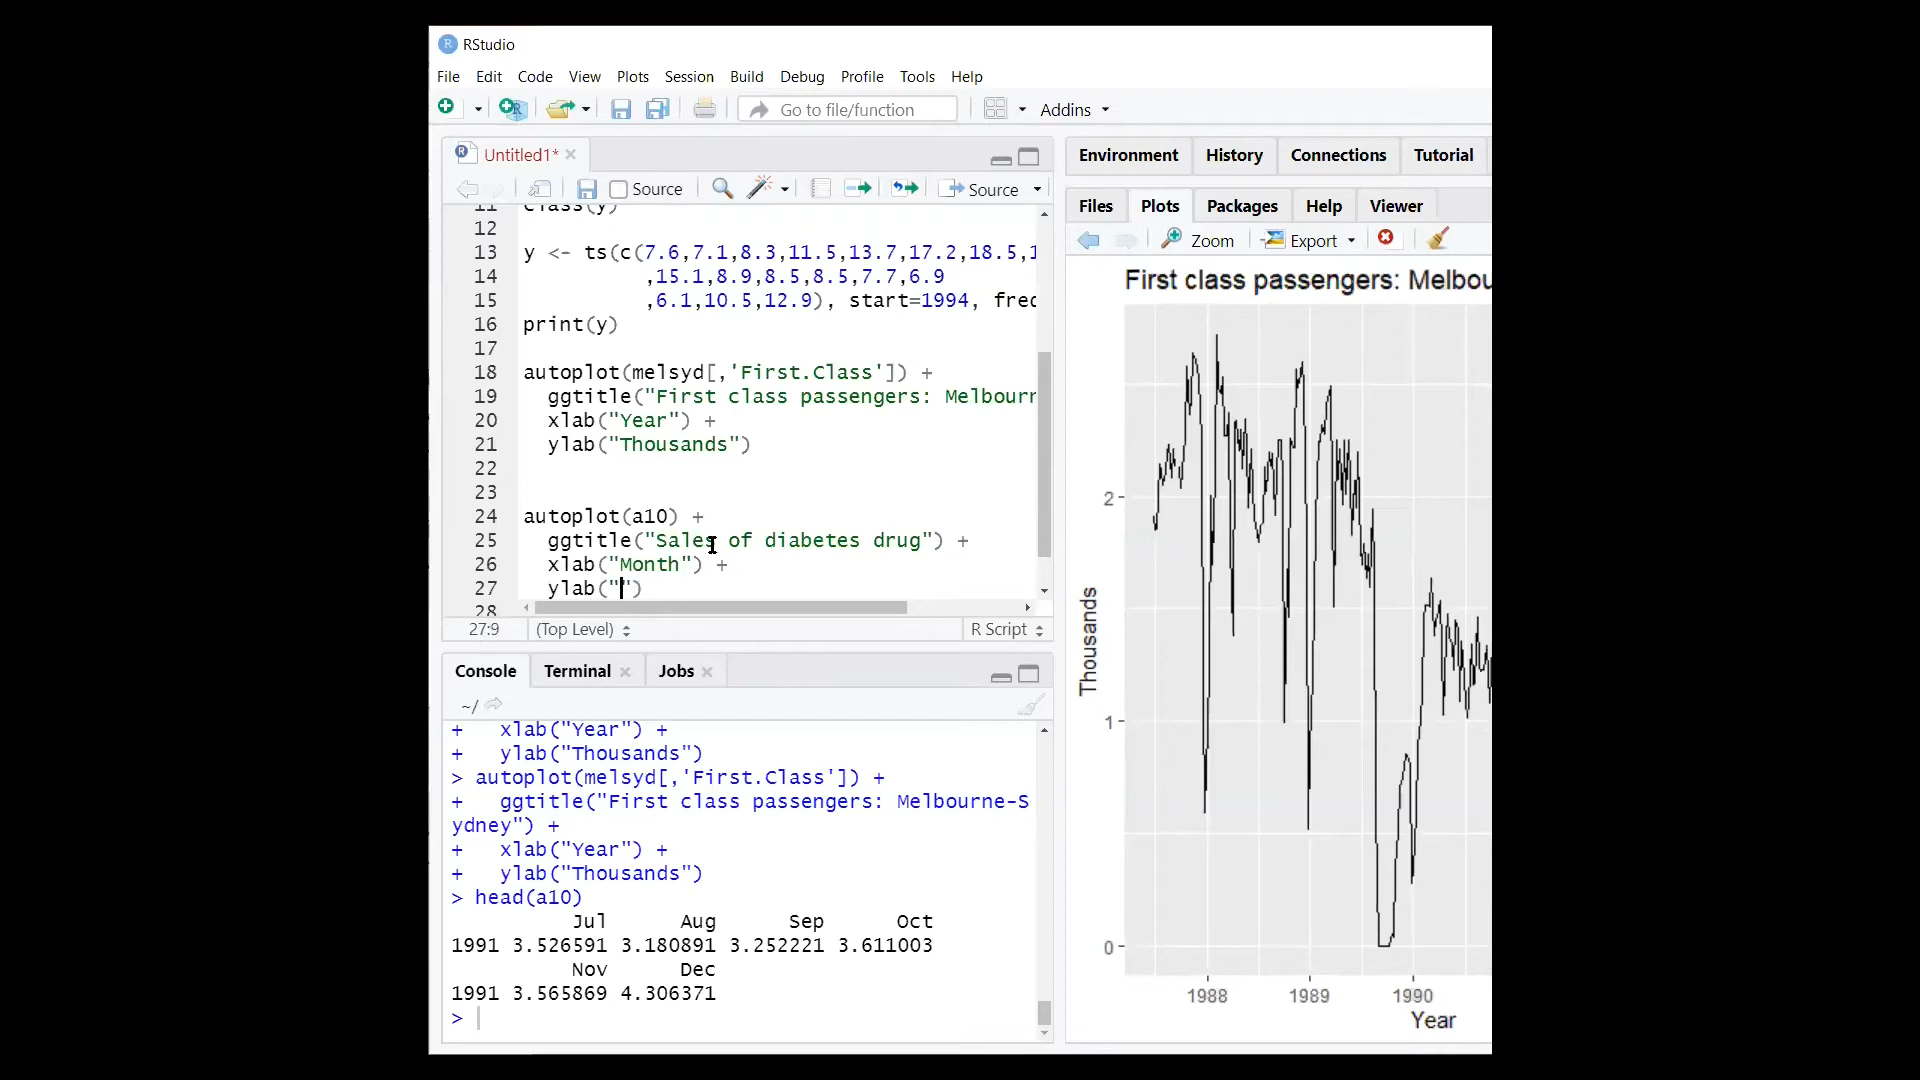 RStudio
File Edit Code View Plots Session Build Debug Profile Tools Help
Go to file/function Addins
Untitled1*
Source Source
11 class(y)
12
13 y <- ts(c(7.6,7.1,8.3,11.5,13.7,17.2,18.5,1
14 ,15.1,8.9,8.5,8.5,7.7,6.9
15 ,6.1,10.5,12.9), start=1994, freq
16 print(y)
17
18 autoplot(melsyd[,'First.Class']) +
19 ggtitle("First class passengers: Melbourn
20 xlab("Year") +
21 ylab("Thousands")
22
23
24 autoplot(a10) +
25 ggtitle("Sales of diabetes drug") +
26 xlab("Month") +
27 ylab("")
28
27:9 (Top Level) R Script
Console Terminal Jobs
~/
+ xlab("Year") +
+ ylab("Thousands")
> autoplot(melsyd[,'First.Class']) +
+ ggtitle("First class passengers: Melbourne-S
ydney") +
+ xlab("Year") +
+ ylab("Thousands")
> head(a10)
Jul Aug Sep Oct
1991 3.526591 3.180891 3.252221 3.611003
Nov Dec
1991 3.565869 4.306371
>
Environment History Connections Tutorial
Files Plots Packages Help Viewer
Zoom Export
First class passengers: Melbou
Thousands
2
1
0
1988 1989 1990
Year